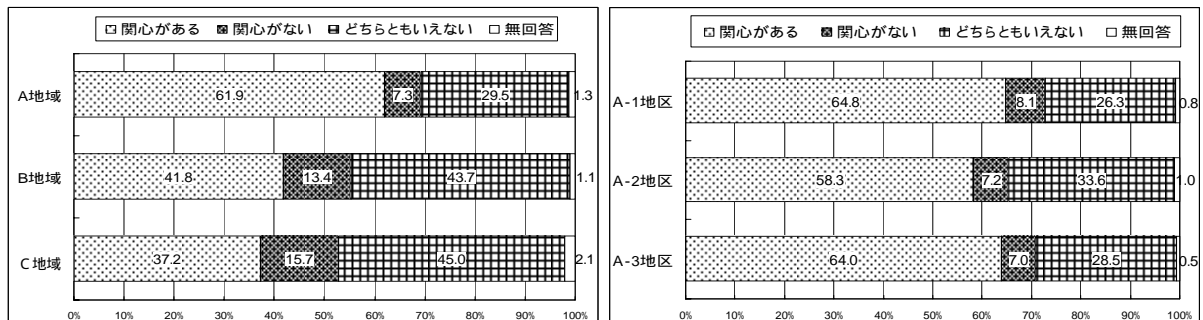 関心がある 関心がない どちらともいえない 無回答
A地域 61.9 7.3 29.5 1.3
B地域 41.8 13.4 43.7 1.1
C地域 37.2 15.7 45.0 2.1
0% 10% 20% 30% 40% 50% 60% 70% 80% 90% 100%
関心がある 関心がない どちらともいえない 無回答
A-1地区 64.8 8.1 26.3 0.8
A-2地区 58.3 7.2 33.6 1.0
A-3地区 64.0 7.0 28.5 0.5
0% 10% 20% 30% 40% 50% 60% 70% 80% 90% 100%